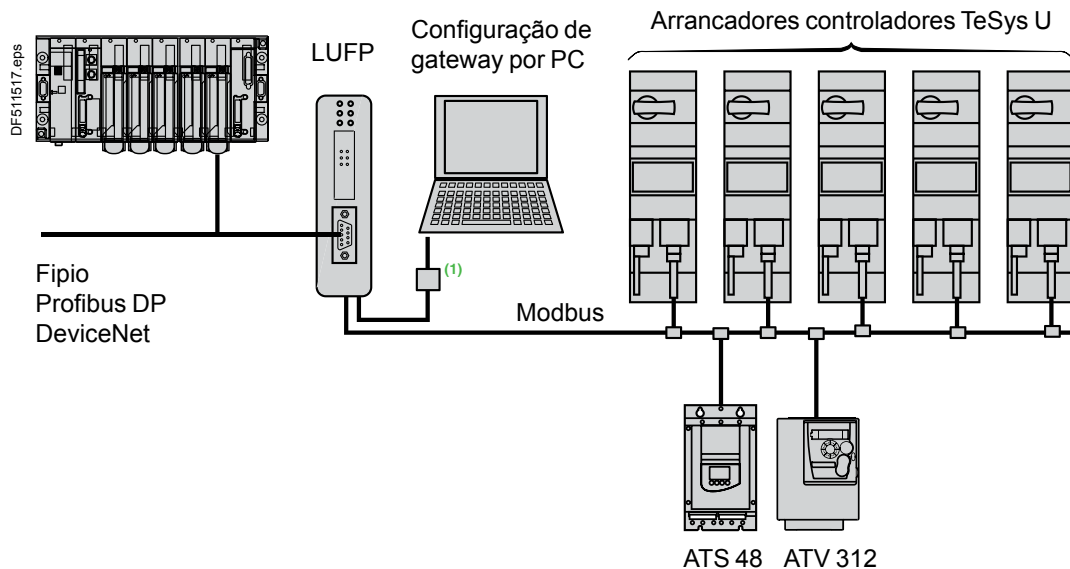 DF511517.eps
LUFP
Configuração de
gateway por PC
Arrancadores controladores TeSys U
(1)
Fipio
Profibus DP
DeviceNet
Modbus
ATS 48
ATV 312